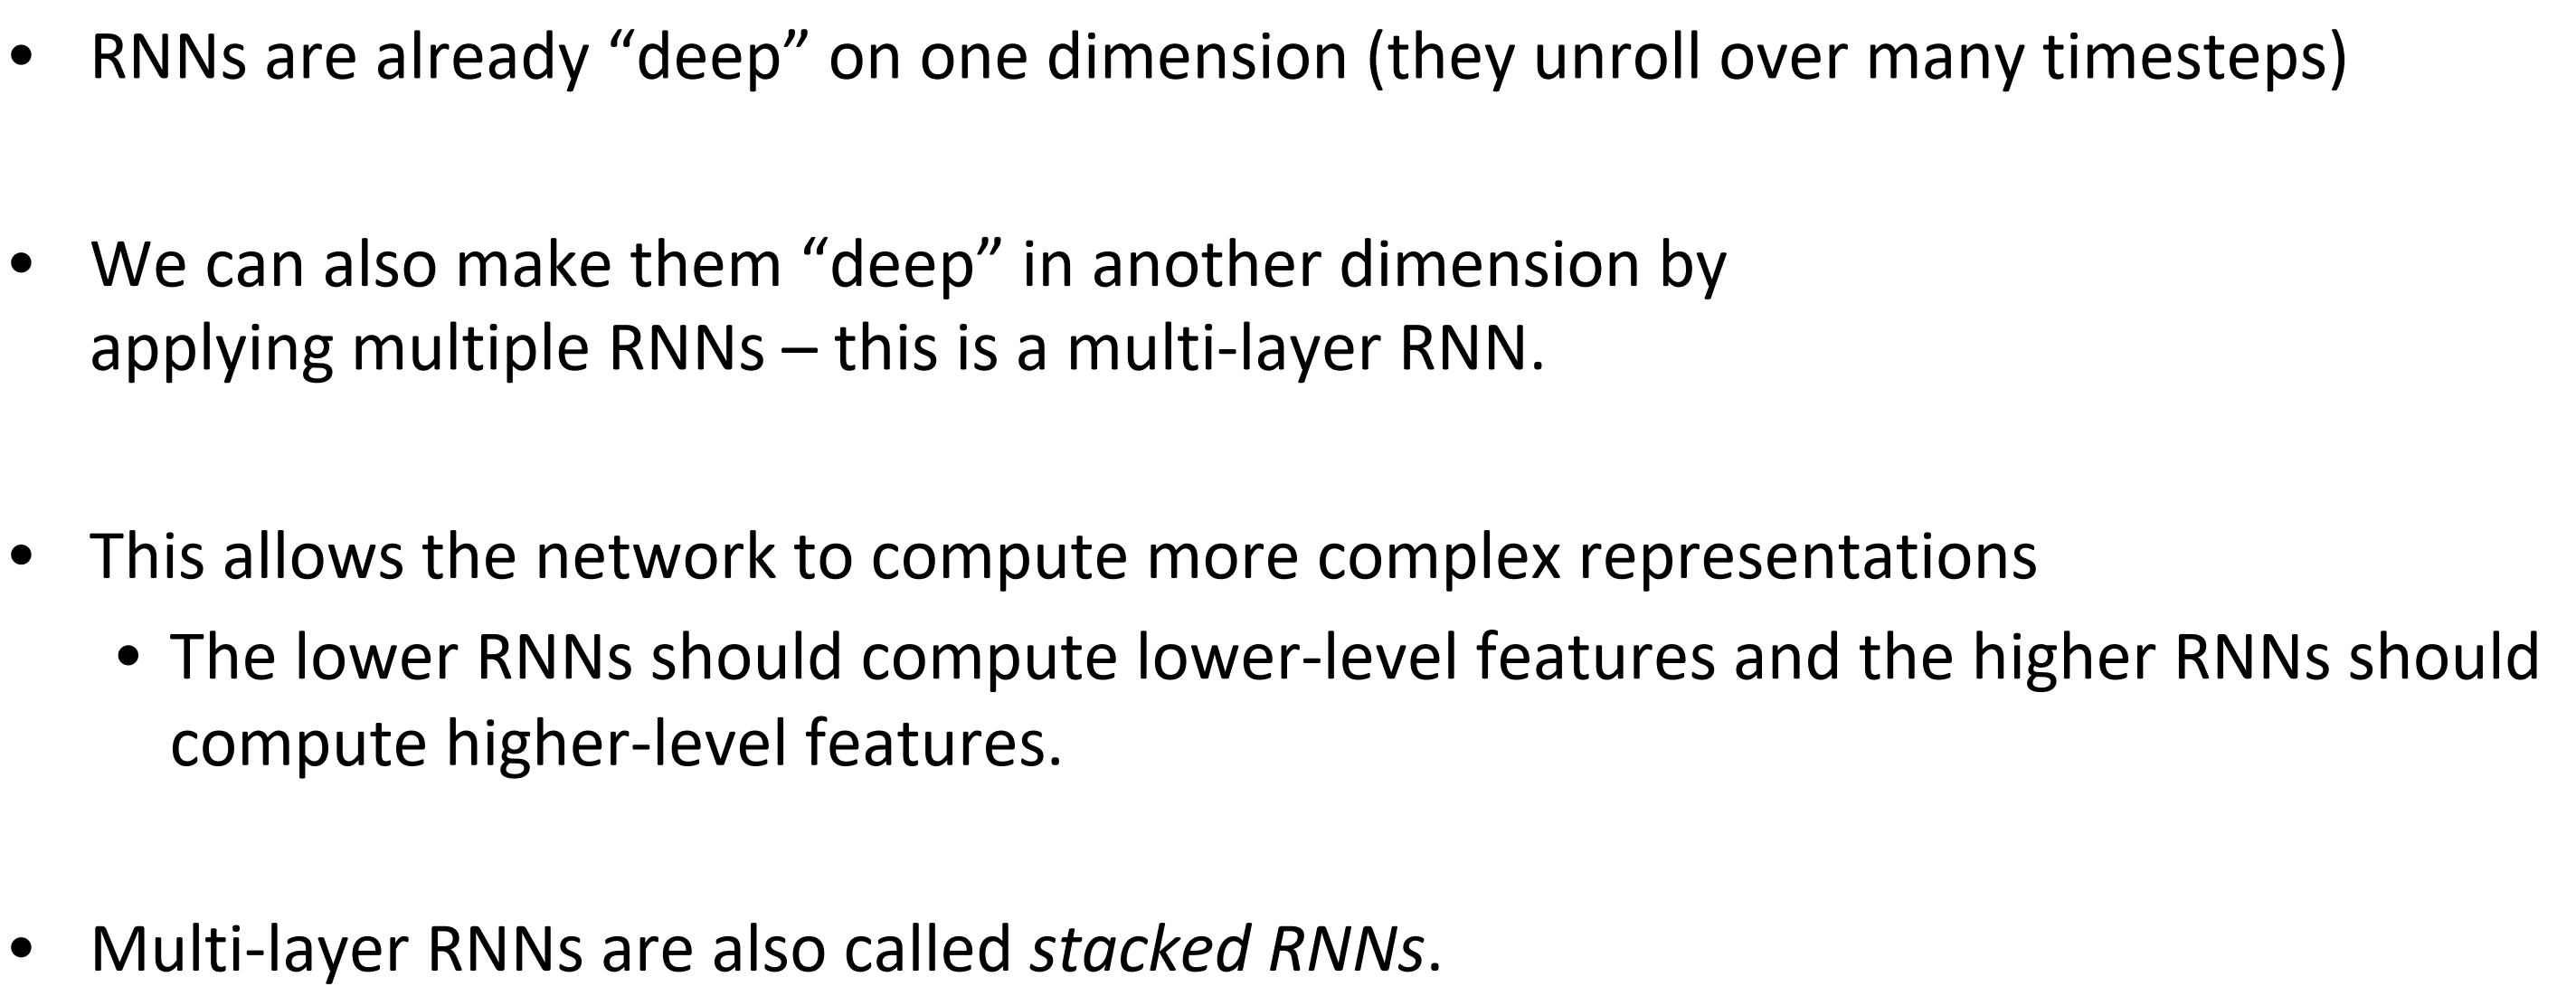 • RNNs are already “deep” on one dimension (they unroll over many timesteps)
• We can also make them “deep” in another dimension by
applying multiple RNNs – this is a multi-layer RNN.
• This allows the network to compute more complex representations
• The lower RNNs should compute lower-level features and the higher RNNs should
compute higher-level features.
• Multi-layer RNNs are also called stacked RNNs.